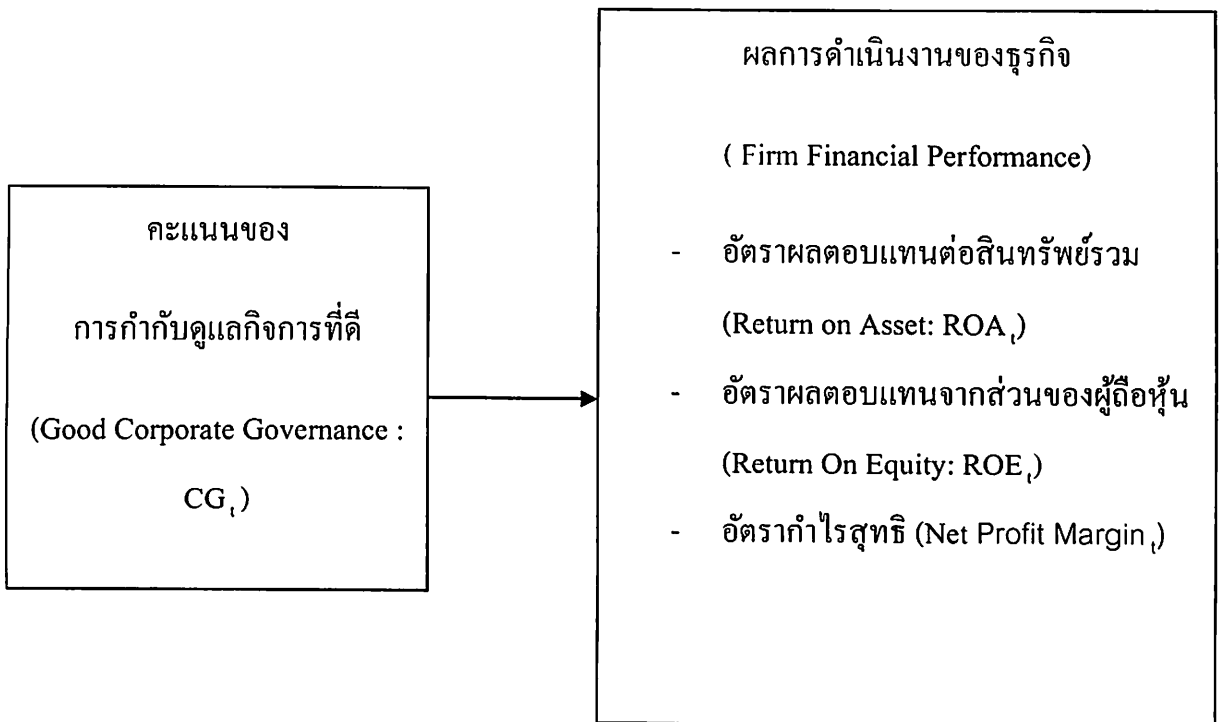 คะแนนของ
การกำกับดูแลกิจการที่ดี
(Good Corporate Governance :
CG t)
ผลการดำเนินงานของธุรกิจ
( Firm Financial Performance)
- อัตราผลตอบแทนต่อสินทรัพย์รวม
(Return on Asset: ROA t)
- อัตราผลตอบแทนจากส่วนของผู้ถือหุ้น
(Return On Equity: ROE t)
- อัตรากำไรสุทธิ (Net Profit Margin t)